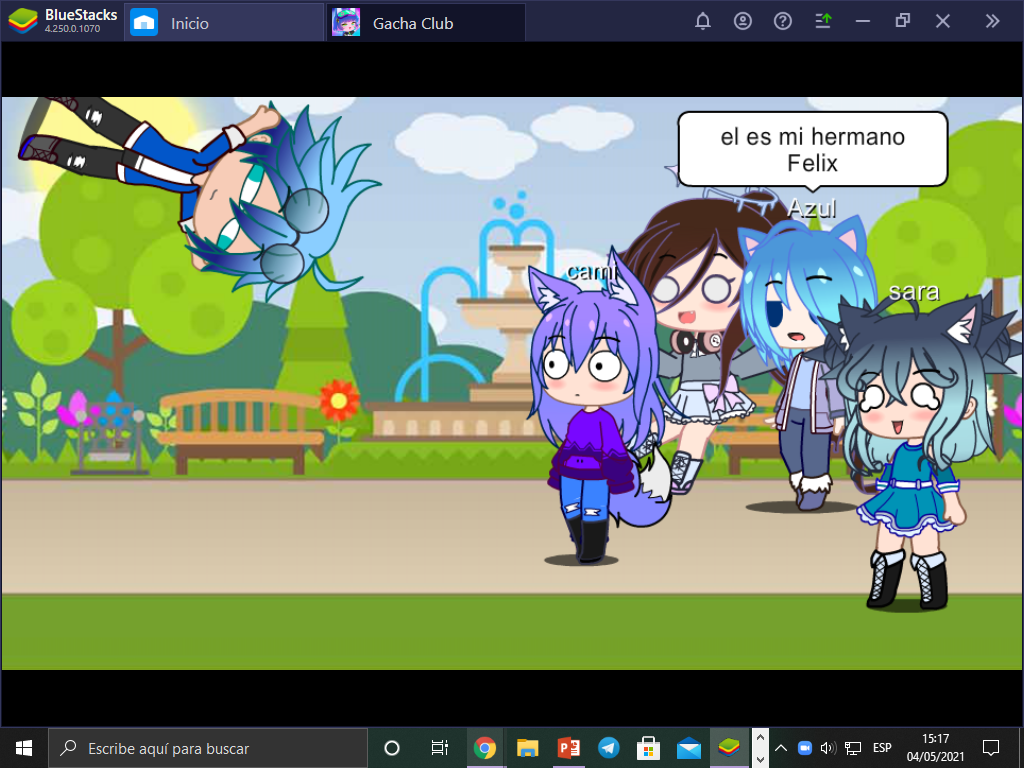 BlueStacks
4.250.0.1070
Inicio
Gacha Club
el es mi hermano
Felix
Azul
cami
sara
Escribe aquí para buscar
ESP
15:17
04/05/2021